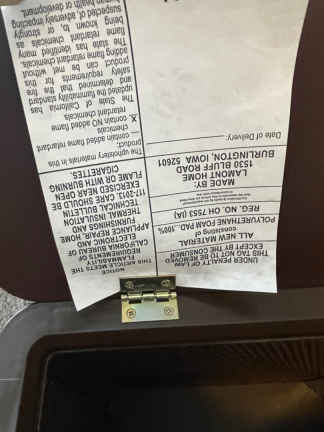 UNDER PENALTY OF LAW
THIS TAG NOT TO BE REMOVED
EXCEPT BY THE CONSUMER
ALL NEW MATERIAL
consisting of
POLYURETHANE FOAM PAD..100%
REG. NO. OH 7553 (IA)
MADE BY:
LAMONT HOME
1530 BLUFF ROAD
BURLINGTON, IOWA 52601
Date of Delivery:
NOTICE
THIS ARTICLE MEETS THE
FLAMMABILITY
REQUIREMENTS OF
CALIFORNIA BUREAU OF
ELECTRONIC AND
APPLIANCE REPAIR, HOME
FURNISHINGS AND
THERMAL INSULATION
TECHNICAL BULLETIN
117-2013. CARE SHOULD BE
EXERCISED NEAR OPEN
FLAME OR WITH BURNING
CIGARETTES.
The upholstery materials in this
product:
contain added flame retardant
chemicals
X contain NO added flame
retardant chemicals
The State of California has
updated the flammability standard
and determined that the fire
safety requirements for this
product can be met without
adding flame retardant chemicals.
The state has identified many
flame retardant chemicals as
being known to, or strongly
suspected of, adversely impacting
human health or development.